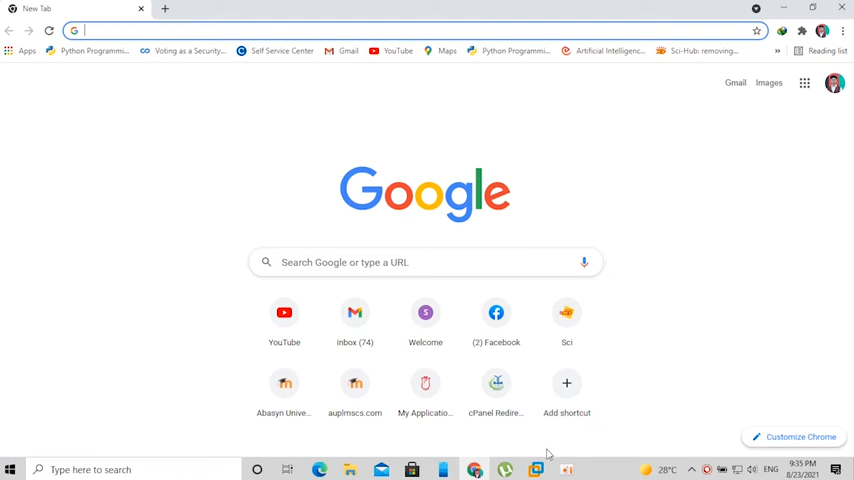 New Tab
Apps Python Programmi... Voting as a Security... Self Service Center Gmail YouTube Maps Python Programmi... Artificial Intelligenc... Sci-Hub: removing... » Reading list
Gmail Images
Google
Search Google or type a URL
YouTube Inbox (74) Welcome (2) Facebook Sci
Abasyn Unive... auplmscs.com My Applicatio... cPanel Redire... Add shortcut
Customize Chrome
Type here to search
28°C ENG 9:35 PM
8/23/2021